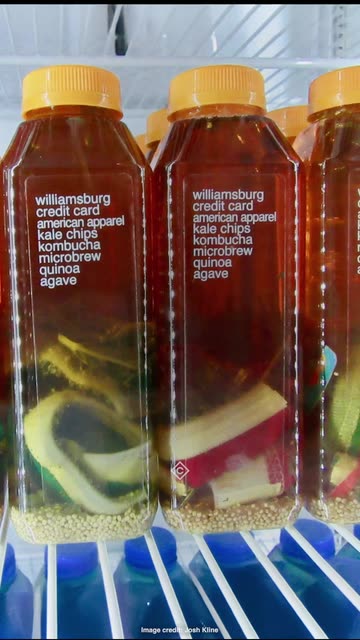 williamsburg
credit card
american apparel
kale chips
kombucha
microbrew
quinoa
agave
williamsburg
credit card
american apparel
kale chips
kombucha
microbrew
quinoa
agave
Image credit: Josh Kline